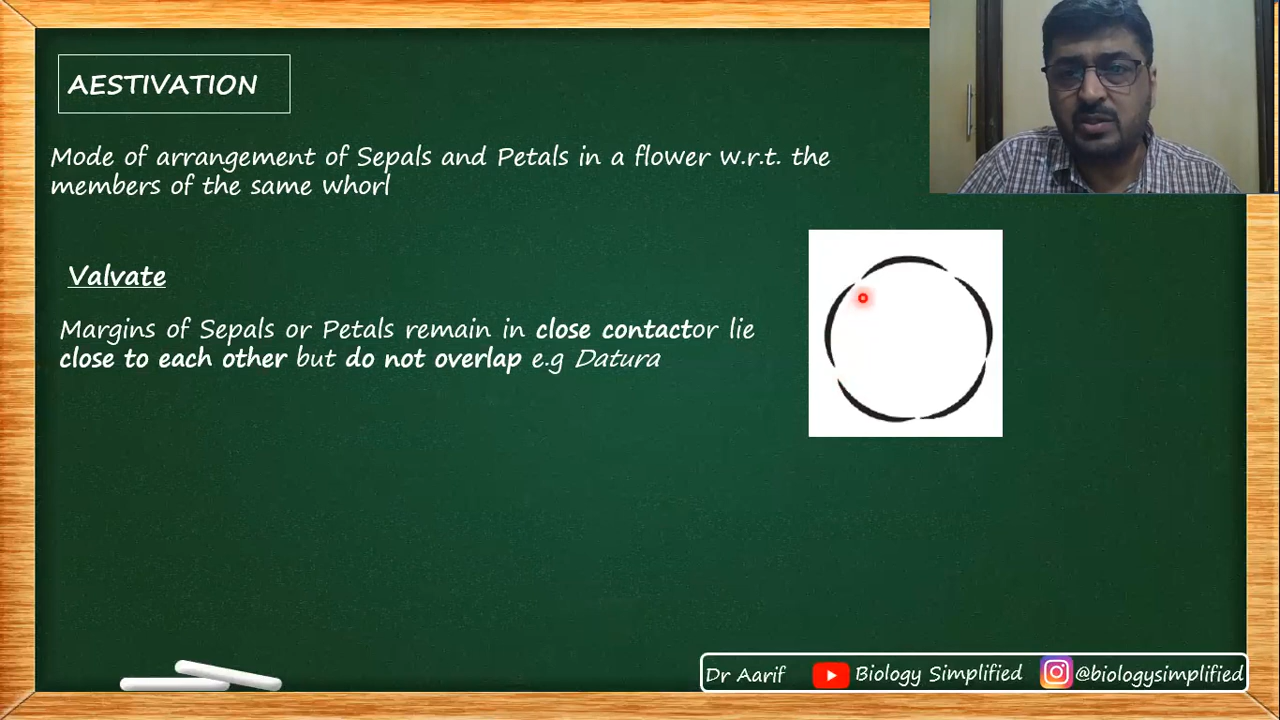 AESTIVATION
Mode of arrangement of Sepals and Petals in a flower w.r.t. the
members of the same whorl
Valvate
Margins of Sepals or Petals remain in close contactor lie
close to each other but do not overlap e.g Datura
Dr Aarif Biology Simplified @biologysimplified